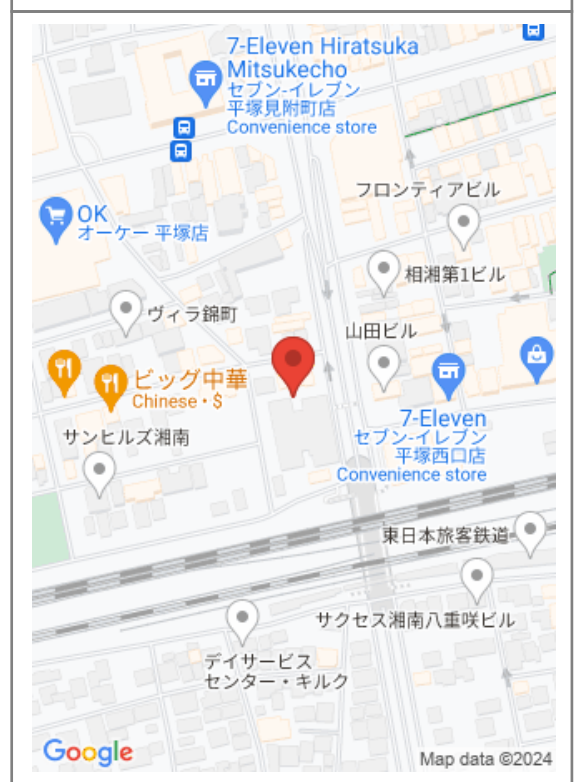 7-Eleven Hiratsuka
Mitsukecho
セブン-イレブン
平塚見附町店
Convenience store
フロンティアビル
OK
オーケー 平塚店
相湘第1ビル
ヴィラ錦町
山田ビル
ビッグ中華
Chinese • $
7-Eleven
セブン-イレブン
平塚西口店
Convenience store
サンヒルズ湘南
東日本旅客鉄道
サクセス湘南八重咲ビル
デイサービス
センター・キルク
Google
Map data ©2024